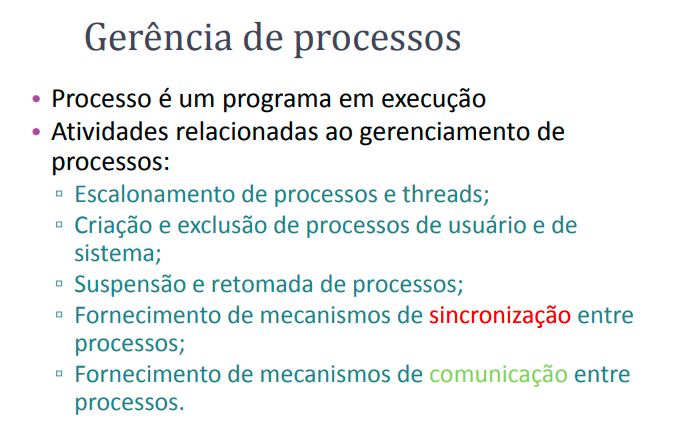 Gerência de processos
• Processo é um programa em execução
• Atividades relacionadas ao gerenciamento de
processos:
▫ Escalonamento de processos e threads;
▫ Criação e exclusão de processos de usuário e de
sistema;
▫ Suspensão e retomada de processos;
▫ Fornecimento de mecanismos de sincronização entre
processos;
▫ Fornecimento de mecanismos de comunicação entre
processos.